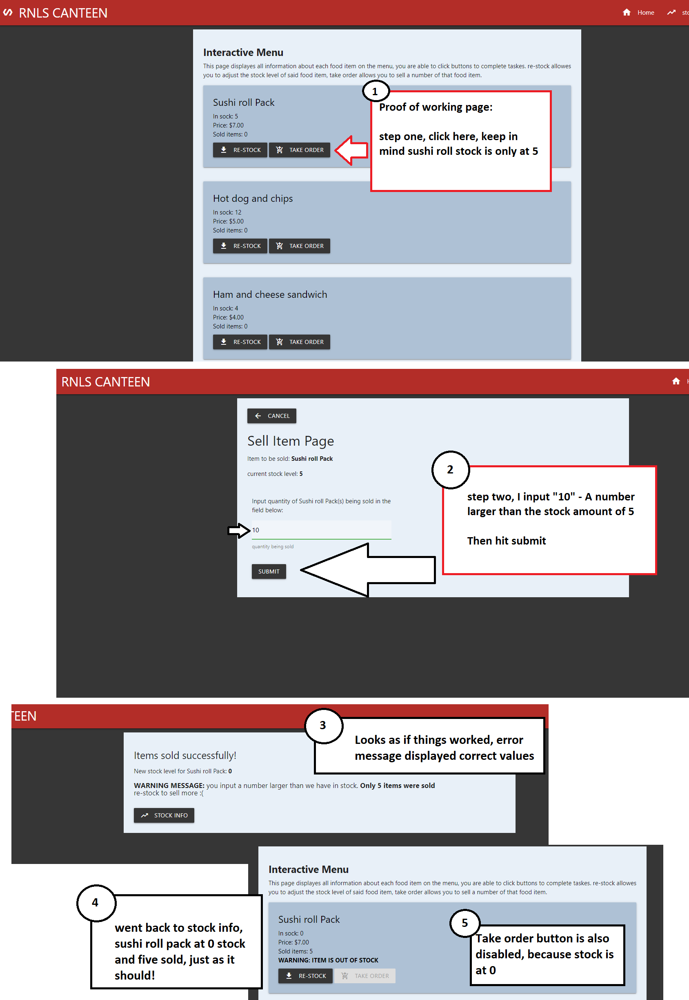 RNLS CANTEEN
Home
Interactive Menu
This page displayes all information about each food item on the menu, you are able to click buttons to complete taskes. re-stock allowes
you to adjust the stock level of said food item, take order allows you to sell a number of that food item.
1
Proof of working page:
step one, click here, keep in
mind sushi roll stock is only at 5
Sushi roll Pack
In sock: 5
Price: $7.00
Sold items: 0
RE-STOCK TAKE ORDER
Hot dog and chips
In sock: 12
Price: $5.00
Sold items: 0
RE-STOCK TAKE ORDER
Ham and cheese sandwich
In sock: 4
Price: $4.00
Sold items: 0
RE-STOCK TAKE ORDER
RNLS CANTEEN
CANCEL
Sell Item Page
Item to be sold: Sushi roll Pack
current stock level: 5
Input quantity of Sushi roll Pack(s) being sold in the
field below:
10
quantity being sold
SUBMIT
2
step two, I input "10" - A number
larger than the stock amount of 5
Then hit submit
TEEN
3
Looks as if things worked, error
message displayed correct values
Items sold successfully!
New stock level for Sushi roll Pack: 0
WARNING MESSAGE: you input a number larger than we have in stock. Only 5 items were sold
re-stock to sell more :(
STOCK INFO
4
went back to stock info,
sushi roll pack at 0 stock
and five sold, just as it
should!
Interactive Menu
This page displayes all information about each food item on the menu, you are able to click buttons to complete taskes. re-stock allowes
you to adjust the stock level of said food item, take order allows you to sell a number of that food item.
Sushi roll Pack
In sock: 0
Price: $7.00
Sold items: 5
WARNING: ITEM IS OUT OF STOCK
RE-STOCK TAKE ORDER
5
Take order button is also
disabled, because stock is
at 0